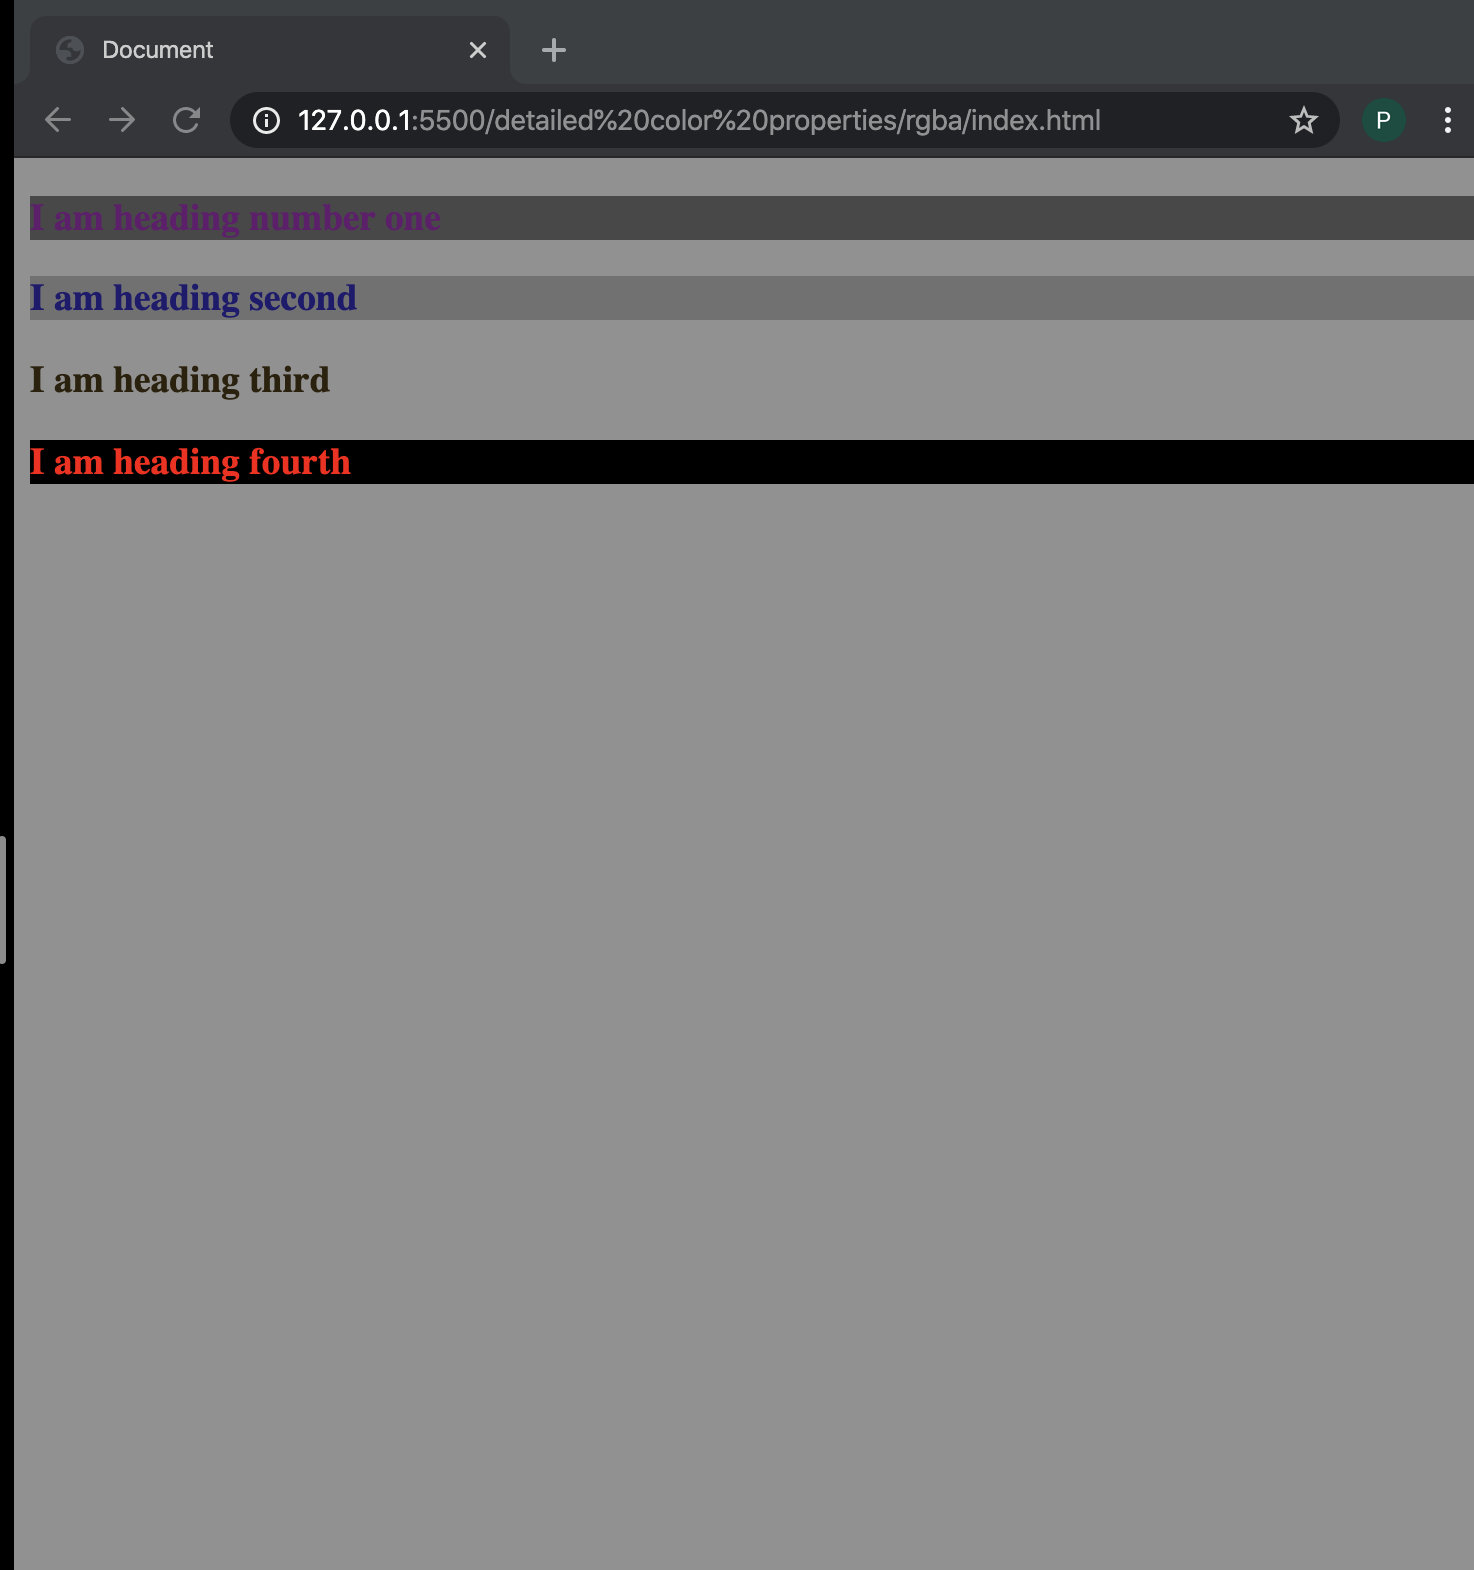 Document
127.0.0.1:5500/detailed%20color%20properties/rgba/index.html
P
I am heading number one
I am heading second
I am heading third
I am heading fourth